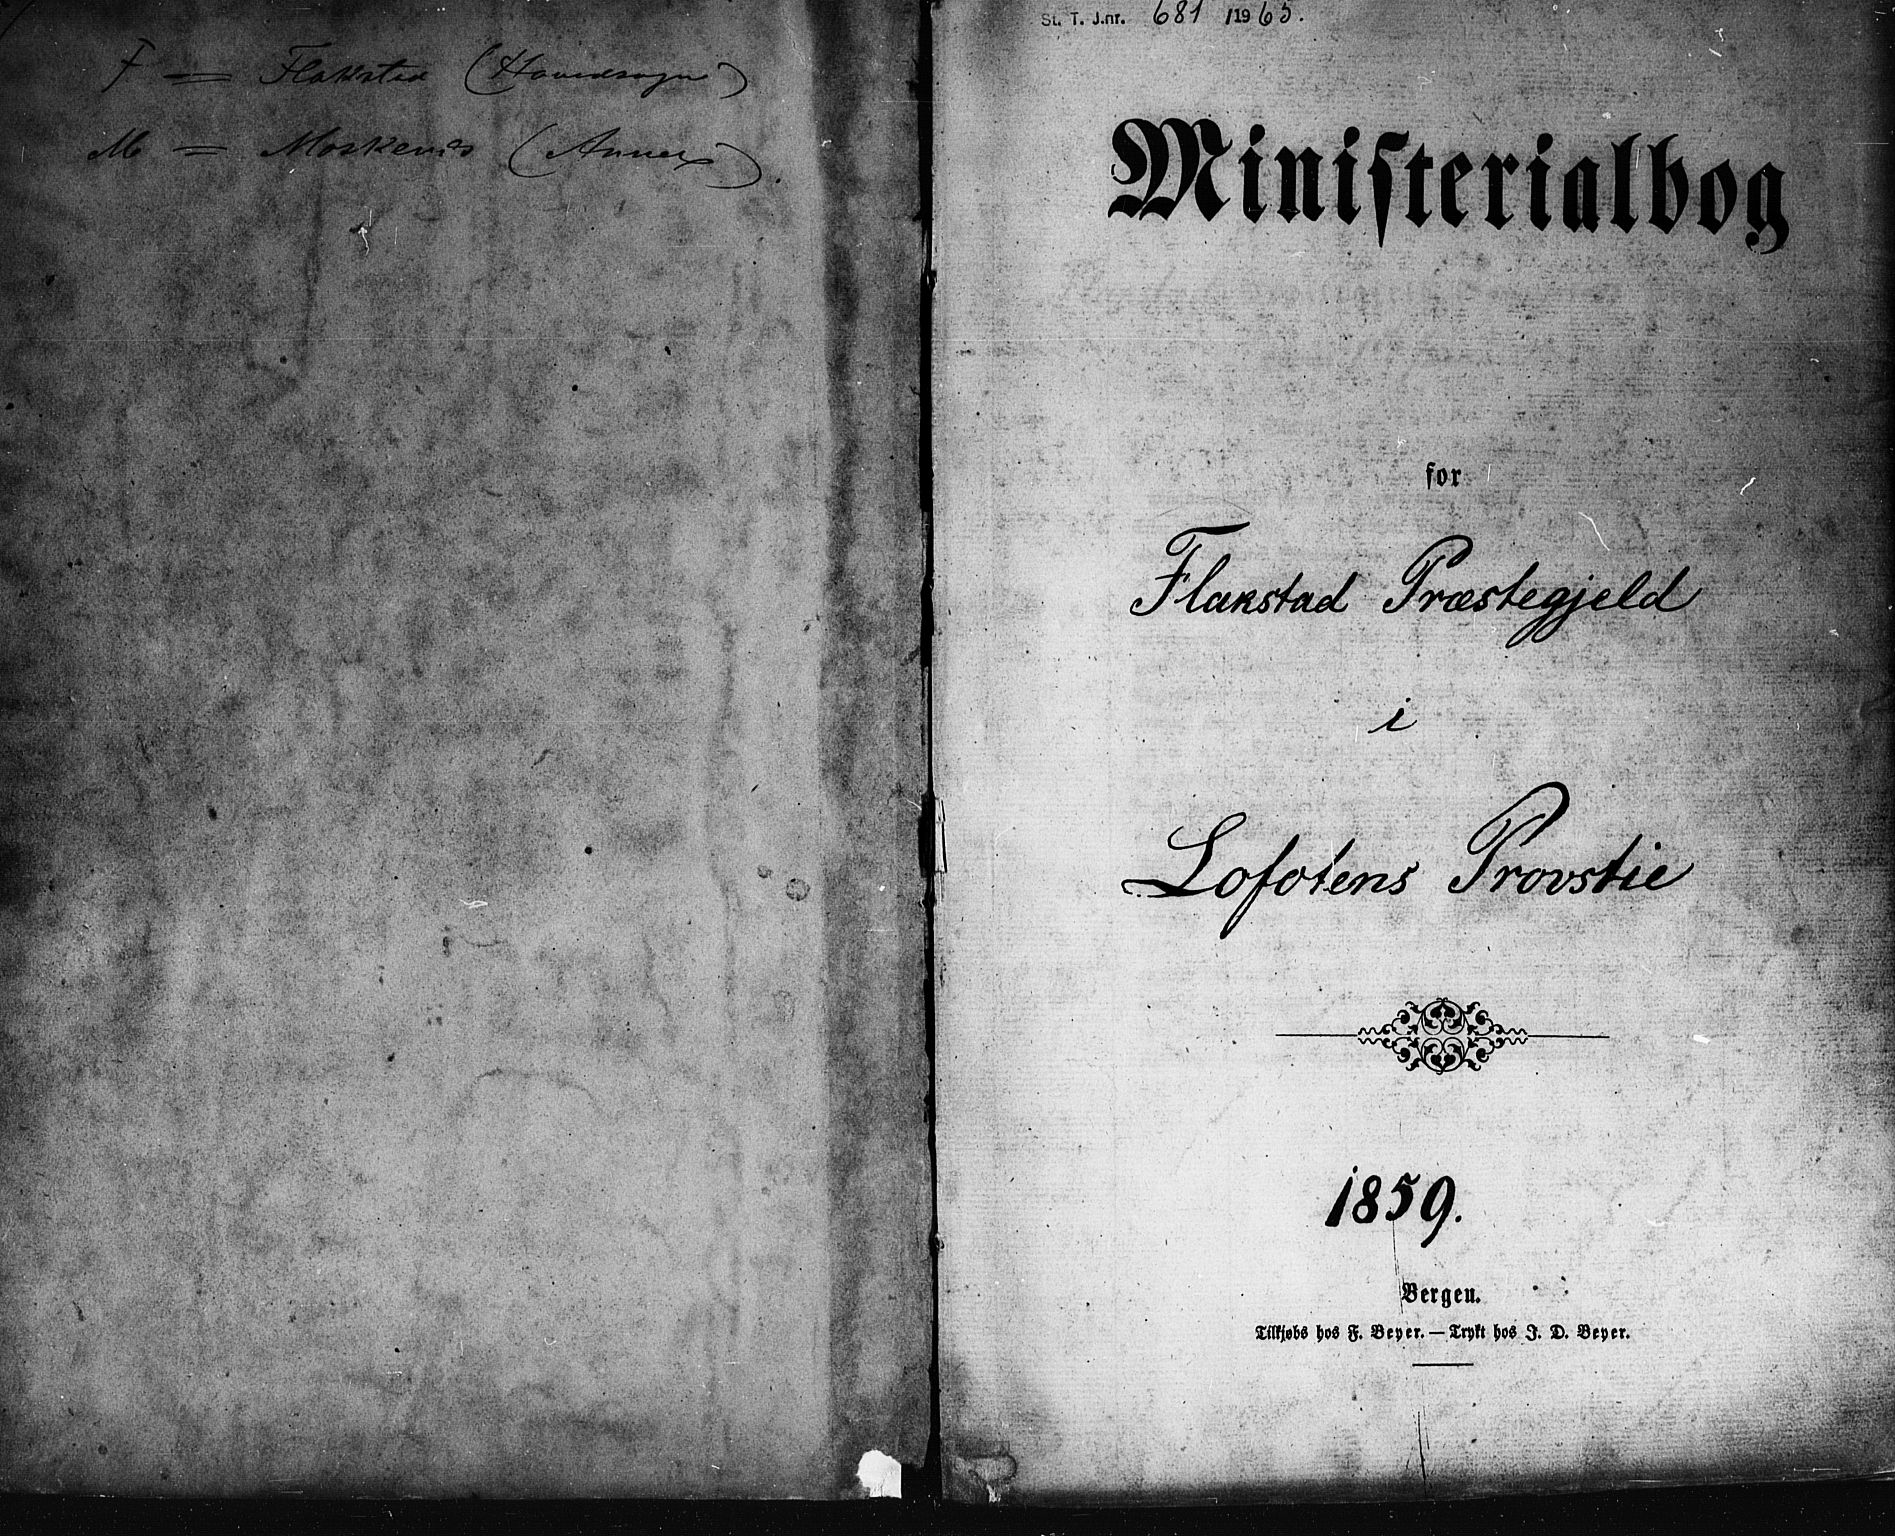 F = Flakstad (Hovedsogn)
M = Moskenes (Annex).
St. T. J.nr. 681 /1965.
Ministerialbog
for
Flakstad Præstegjeld
i
Lofotens Provstie
1859.
Bergen.
Tilkjøbs hos F. Beyer. — Trykt hos J. D. Beyer.